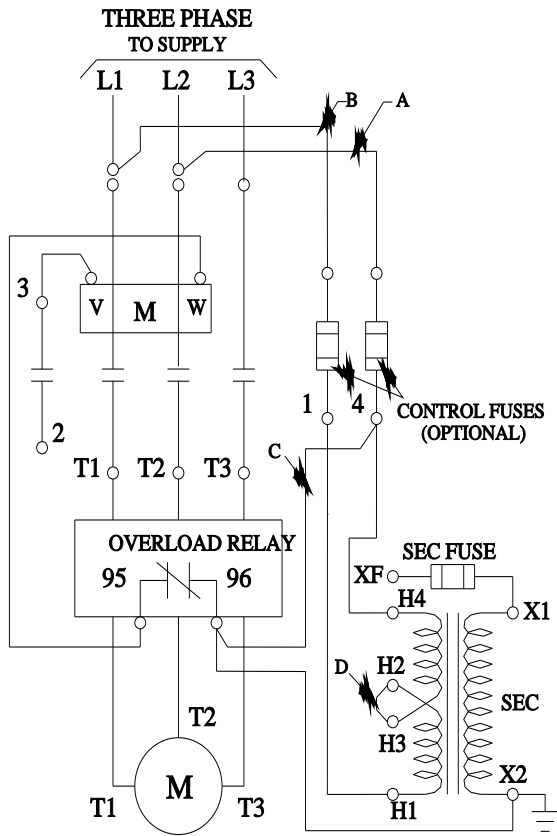 THREE PHASE
TO SUPPLY
L1 L2 L3
B A
3 V M W
1 4 CONTROL FUSES
(OPTIONAL)
2
C
T1 T2 T3
OVERLOAD RELAY
95 96
SEC FUSE
XF
H4 X1
D H2
SEC
H3
T2
M
X2
T1 T3 H1